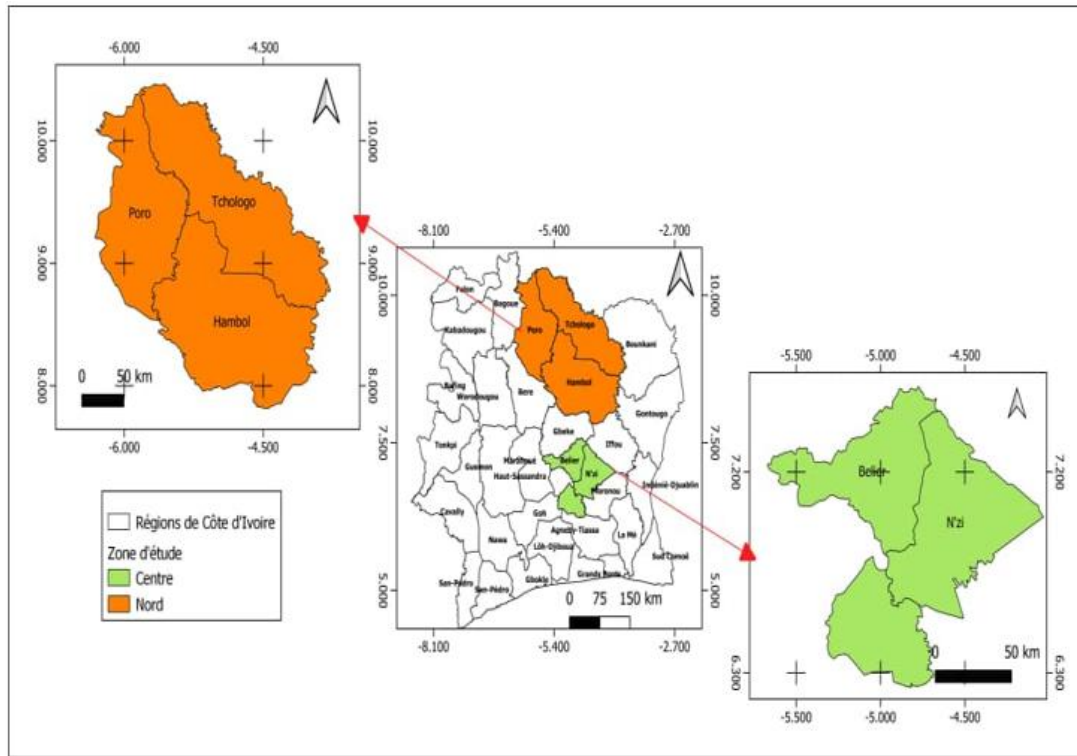 -6.000 -4.500
10.000 10.000
Tchologo
Poro
9.000 9.000
Hambol
0 50 km
8.000 8.000
-6.000 -4.500
Régions de Côte d'Ivoire
Zone d'étude
Centre
Nord
-8.100 -5.400 -2.700
10.000 10.000
Folon
Bagoue
Kabadougou
Poro
Tchologo
Bounkani
Hambol
Bafing
Worodougou
Bere
Gontougo
7.500 7.500
Gbeke
Iffou
Tonkpi
Guemon
Marahoué
Belier
N'zi
Haut-Sassandra
Moronou
Indénié-Djuablin
Cavally
Goh
Agneby-Tiassa
La Mé
Nawa
Lôh-Djiboua
Sud Comoé
San-Pédro
Gbokle
Grands Ponts
San-Pédro
5.000 5.000
0 75 150 km
-8.100 -5.400 -2.700
-5.500 -5.000 -4.500
7.200 7.200
Belier
N'zi
0 50 km
6.300 6.300
-5.500 -5.000 -4.500